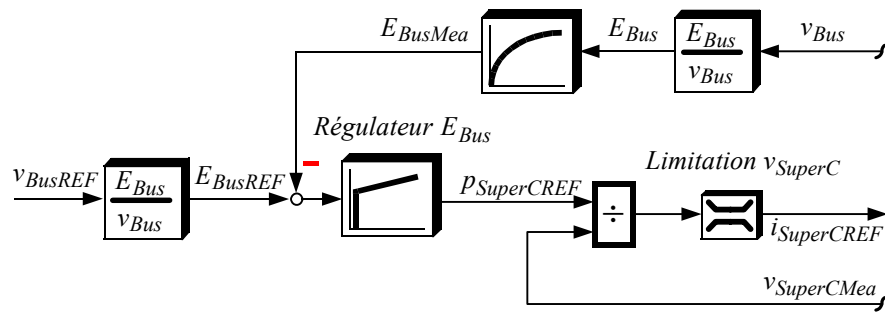 E_BusMea
E_Bus
E_Bus
v_Bus
v_Bus
Régulateur E_Bus
v_BusREF
E_Bus
v_Bus
E_BusREF
−
p_SuperCREF
÷
Limitation v_SuperC
i_SuperCREF
v_SuperCMea